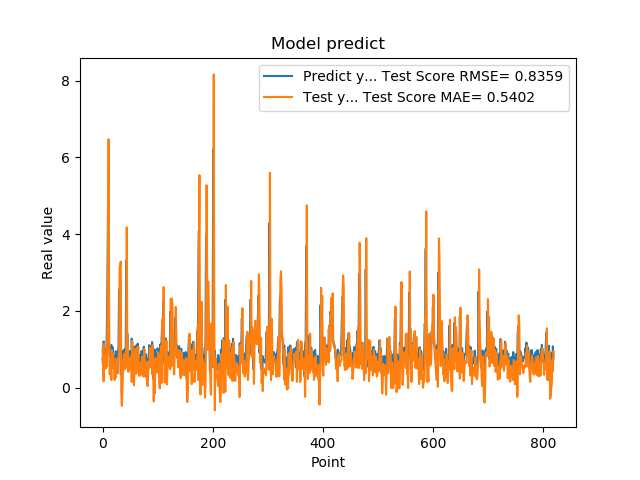 Model predict
Predict y... Test Score RMSE= 0.8359
Test y... Test Score MAE= 0.5402
8
6
4
2
0
Real value
0 200 400 600 800
Point